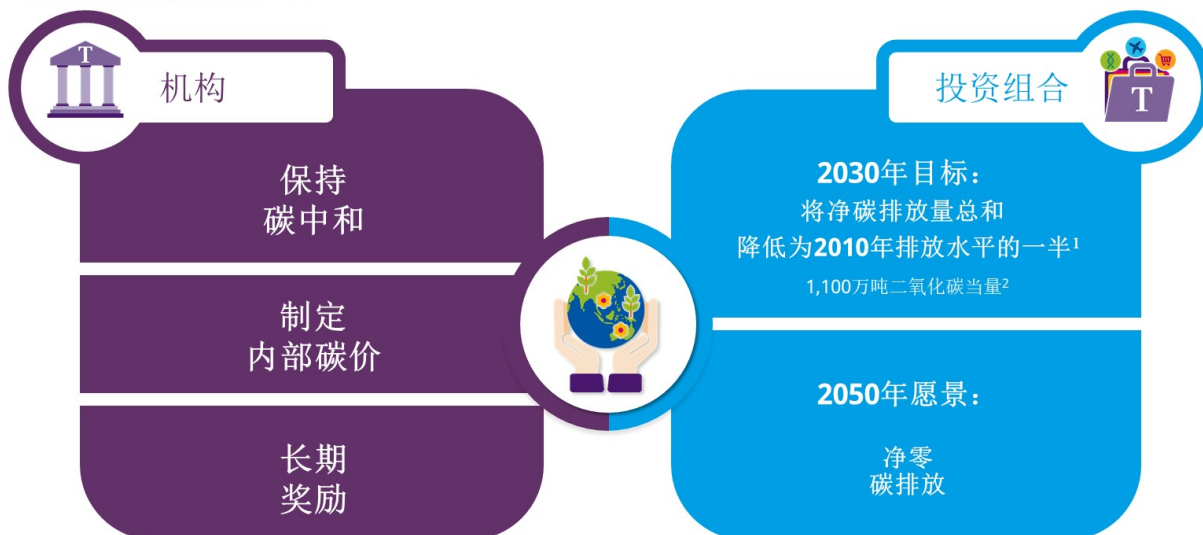 T
机构
保持
碳中和
制定
内部碳价
长期
奖励
投资组合
T
2030年目标：
将净碳排放量总和
降低为2010年排放水平的一半¹
1,100万吨二氧化碳当量²
2050年愿景：
净零
碳排放